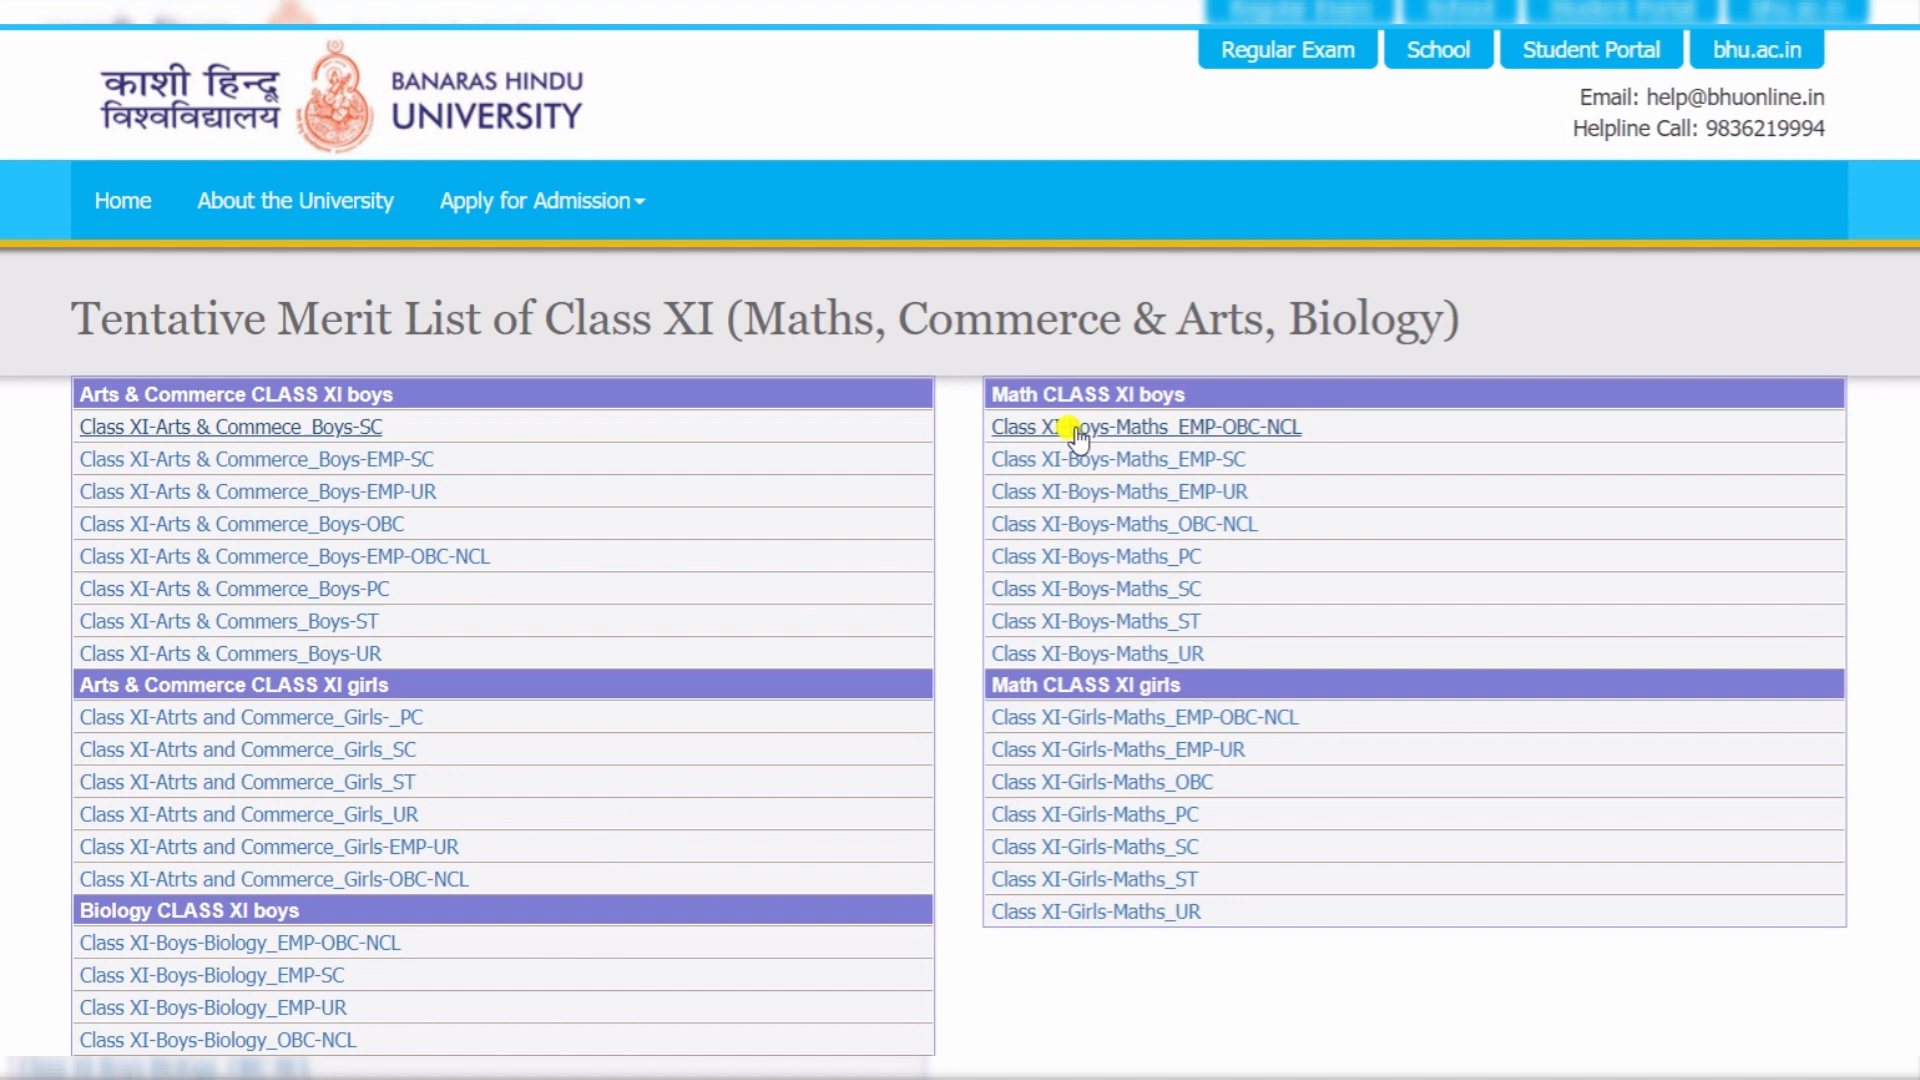 Regular Exam School Student Portal bhu.ac.in
काशी हिन्दू
विश्वविद्यालय
BANARAS HINDU
UNIVERSITY
Email: help@bhuonline.in
Helpline Call: 9836219994
Home About the University Apply for Admission
Tentative Merit List of Class XI (Maths, Commerce & Arts, Biology)
Arts & Commerce CLASS XI boys
Class XI-Arts & Commece_Boys-SC
Class XI-Arts & Commerce_Boys-EMP-SC
Class XI-Arts & Commerce_Boys-EMP-UR
Class XI-Arts & Commerce_Boys-OBC
Class XI-Arts & Commerce_Boys-EMP-OBC-NCL
Class XI-Arts & Commerce_Boys-PC
Class XI-Arts & Commers_Boys-ST
Class XI-Arts & Commers_Boys-UR
Arts & Commerce CLASS XI girls
Class XI-Atrts and Commerce_Girls-_PC
Class XI-Atrts and Commerce_Girls_SC
Class XI-Atrts and Commerce_Girls_ST
Class XI-Atrts and Commerce_Girls_UR
Class XI-Atrts and Commerce_Girls-EMP-UR
Class XI-Atrts and Commerce_Girls-OBC-NCL
Biology CLASS XI boys
Class XI-Boys-Biology_EMP-OBC-NCL
Class XI-Boys-Biology_EMP-SC
Class XI-Boys-Biology_EMP-UR
Class XI-Boys-Biology_OBC-NCL
Math CLASS XI boys
Class XI-Boys-Maths_EMP-OBC-NCL
Class XI-Boys-Maths_EMP-SC
Class XI-Boys-Maths_EMP-UR
Class XI-Boys-Maths_OBC-NCL
Class XI-Boys-Maths_PC
Class XI-Boys-Maths_SC
Class XI-Boys-Maths_ST
Class XI-Boys-Maths_UR
Math CLASS XI girls
Class XI-Girls-Maths_EMP-OBC-NCL
Class XI-Girls-Maths_EMP-UR
Class XI-Girls-Maths_OBC
Class XI-Girls-Maths_PC
Class XI-Girls-Maths_SC
Class XI-Girls-Maths_ST
Class XI-Girls-Maths_UR